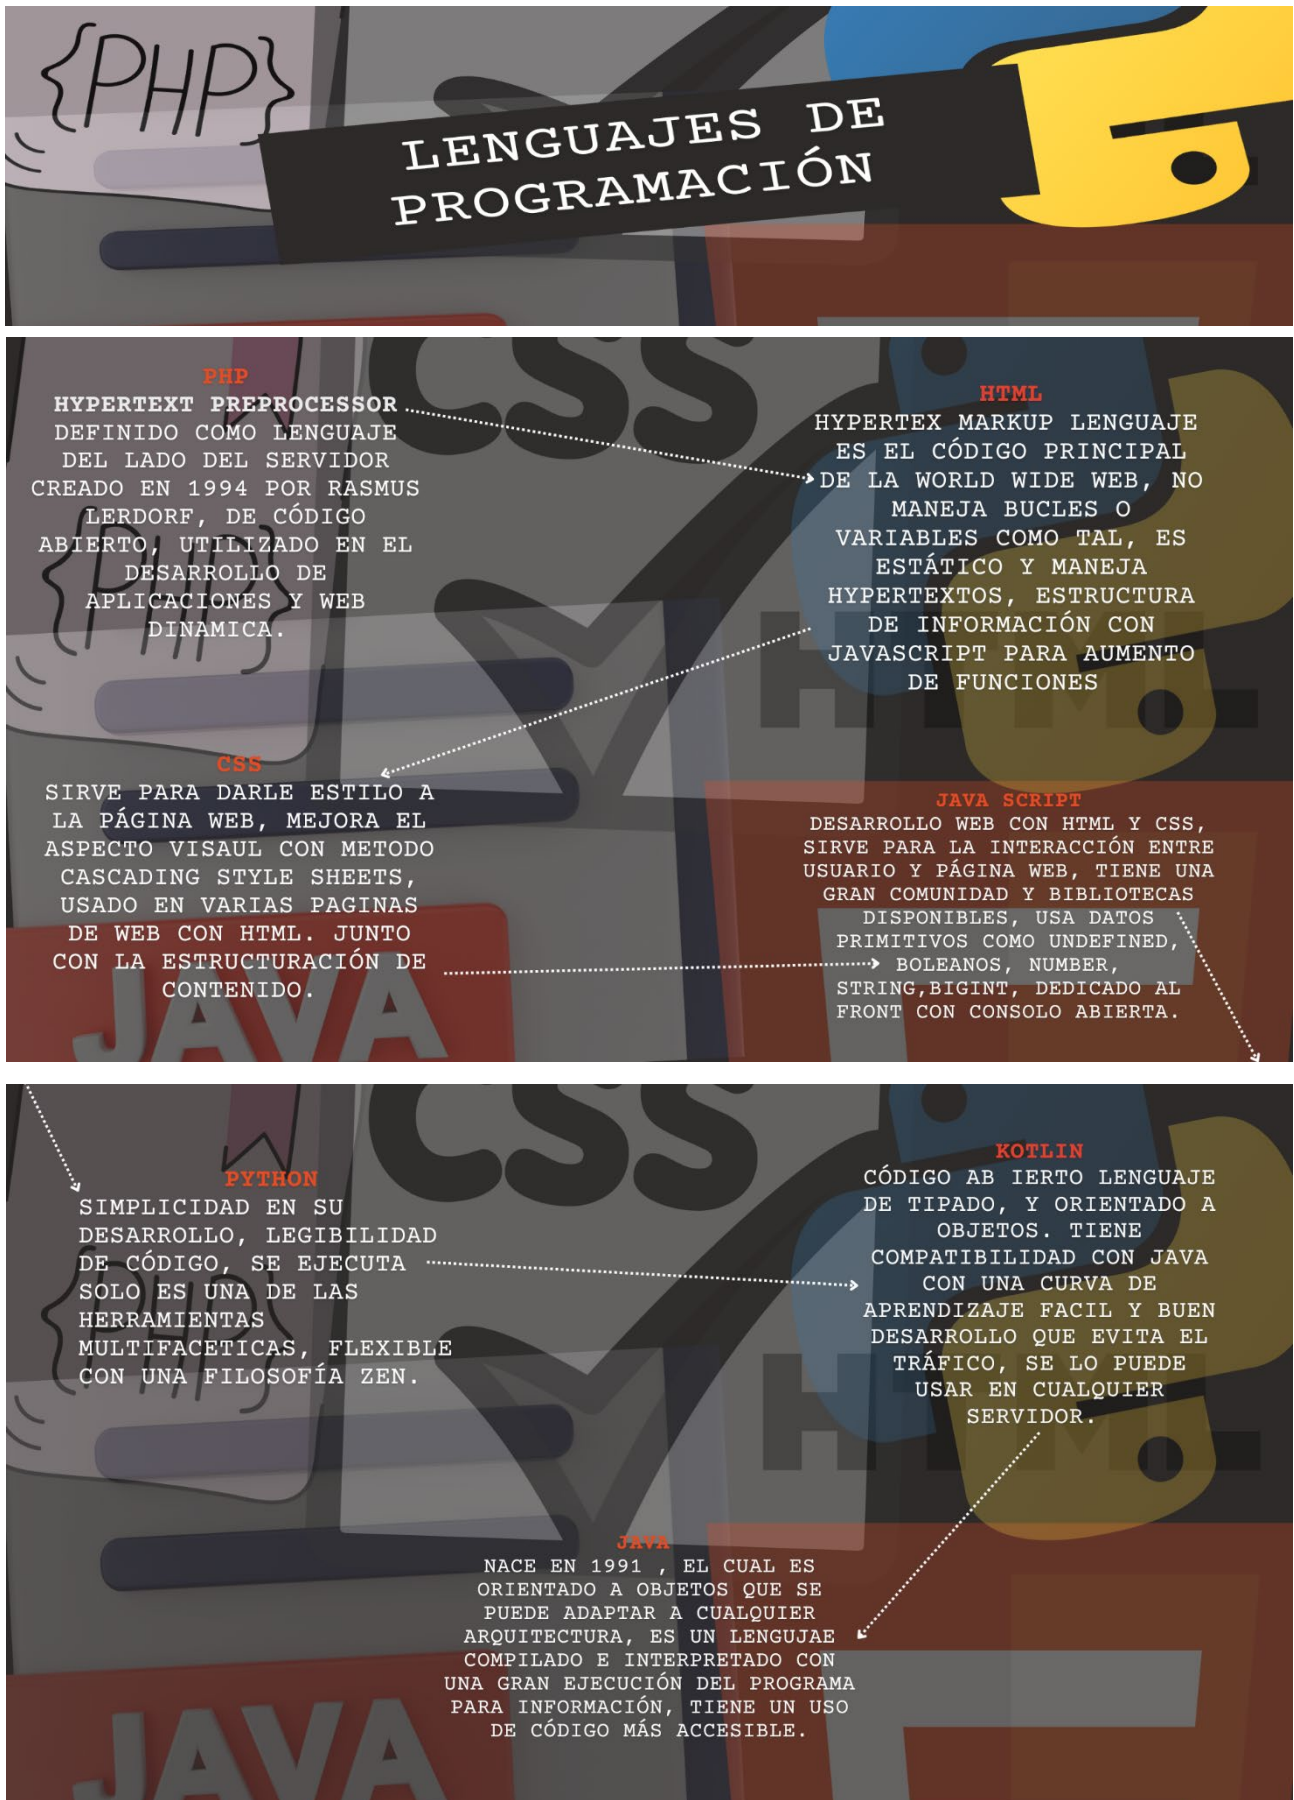 {PHP}
LENGUAJES DE
PROGRAMACIÓN
CSS
PHP
HYPERTEXT PREPROCESSOR
DEFINIDO COMO LENGUAJE
DEL LADO DEL SERVIDOR
CREADO EN 1994 POR RASMUS
LERDORF, DE CÓDIGO
ABIERTO, UTILIZADO EN EL
DESARROLLO DE
APLICACIONES Y WEB
DINAMICA.
{PHP}
HTML
HYPERTEX MARKUP LENGUAJE
ES EL CÓDIGO PRINCIPAL
DE LA WORLD WIDE WEB, NO
MANEJA BUCLES O
VARIABLES COMO TAL, ES
ESTÁTICO Y MANEJA
HYPERTEXTOS, ESTRUCTURA
DE INFORMACIÓN CON
JAVASCRIPT PARA AUMENTO
DE FUNCIONES
HTML
CSS
SIRVE PARA DARLE ESTILO A
LA PÁGINA WEB, MEJORA EL
ASPECTO VISAUL CON METODO
CASCADING STYLE SHEETS,
USADO EN VARIAS PAGINAS
DE WEB CON HTML. JUNTO
CON LA ESTRUCTURACIÓN DE
CONTENIDO.
JAVA
JAVA SCRIPT
DESARROLLO WEB CON HTML Y CSS,
SIRVE PARA LA INTERACCIÓN ENTRE
USUARIO Y PÁGINA WEB, TIENE UNA
GRAN COMUNIDAD Y BIBLIOTECAS
DISPONIBLES, USA DATOS
PRIMITIVOS COMO UNDEFINED,
BOLEANOS, NUMBER,
STRING,BIGINT, DEDICADO AL
FRONT CON CONSOLO ABIERTA.
CSS
PYTHON
SIMPLICIDAD EN SU
DESARROLLO, LEGIBILIDAD
DE CÓDIGO, SE EJECUTA
SOLO ES UNA DE LAS
HERRAMIENTAS
MULTIFACETICAS, FLEXIBLE
CON UNA FILOSOFÍA ZEN.
{PHP}
KOTLIN
CÓDIGO AB IERTO LENGUAJE
DE TIPADO, Y ORIENTADO A
OBJETOS. TIENE
COMPATIBILIDAD CON JAVA
CON UNA CURVA DE
APRENDIZAJE FACIL Y BUEN
DESARROLLO QUE EVITA EL
TRÁFICO, SE LO PUEDE
USAR EN CUALQUIER
SERVIDOR.
HTML
JAVA
NACE EN 1991 , EL CUAL ES
ORIENTADO A OBJETOS QUE SE
PUEDE ADAPTAR A CUALQUIER
ARQUITECTURA, ES UN LENGUJAE
COMPILADO E INTERPRETADO CON
UNA GRAN EJECUCIÓN DEL PROGRAMA
PARA INFORMACIÓN, TIENE UN USO
DE CÓDIGO MÁS ACCESIBLE.
JAVA